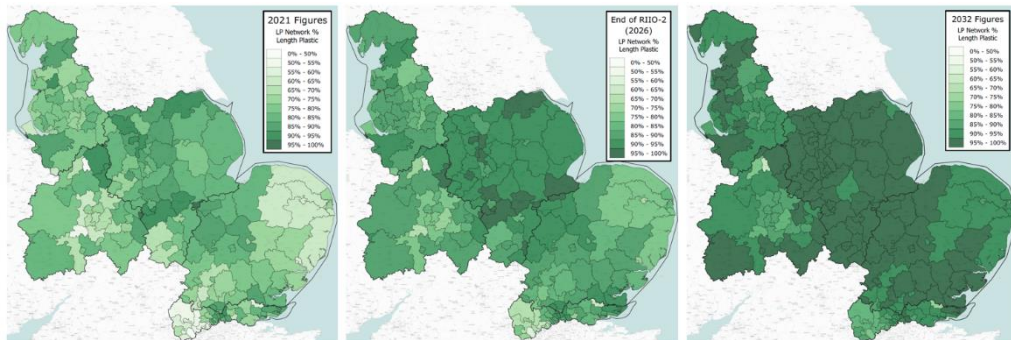 2021 Figures
LP Network %
Length Plastic
0% - 50%
50% - 55%
55% - 60%
60% - 65%
65% - 70%
70% - 75%
75% - 80%
80% - 85%
85% - 90%
90% - 95%
95% - 100%
End of RIIO-2
(2026)
LP Network %
Length Plastic
0% - 50%
50% - 55%
55% - 60%
60% - 65%
65% - 70%
70% - 75%
75% - 80%
80% - 85%
85% - 90%
90% - 95%
95% - 100%
2032 Figures
LP Network %
Length Plastic
0% - 50%
50% - 55%
55% - 60%
60% - 65%
65% - 70%
70% - 75%
75% - 80%
80% - 85%
85% - 90%
90% - 95%
95% - 100%